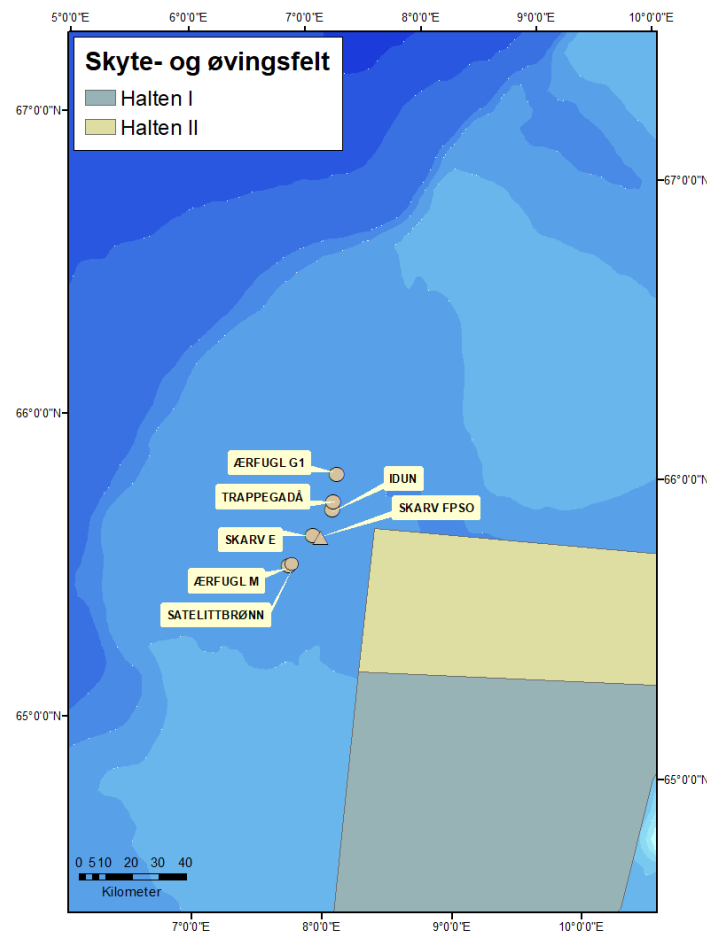 5°0'0"E 6°0'0"E 7°0'0"E 8°0'0"E 9°0'0"E 10°0'0"E
Skyte- og øvingsfelt
Halten I
Halten II
67°0'0"N
67°0'0"N
66°0'0"N
ÆRFUGL G1
IDUN
66°0'0"N
TRAPPEGADÅ
SKARV FPSO
SKARV E
ÆRFUGL M
SATELITTBRØNN
65°0'0"N
65°0'0"N
0 5 10 20 30 40
Kilometer
7°0'0"E 8°0'0"E 9°0'0"E 10°0'0"E